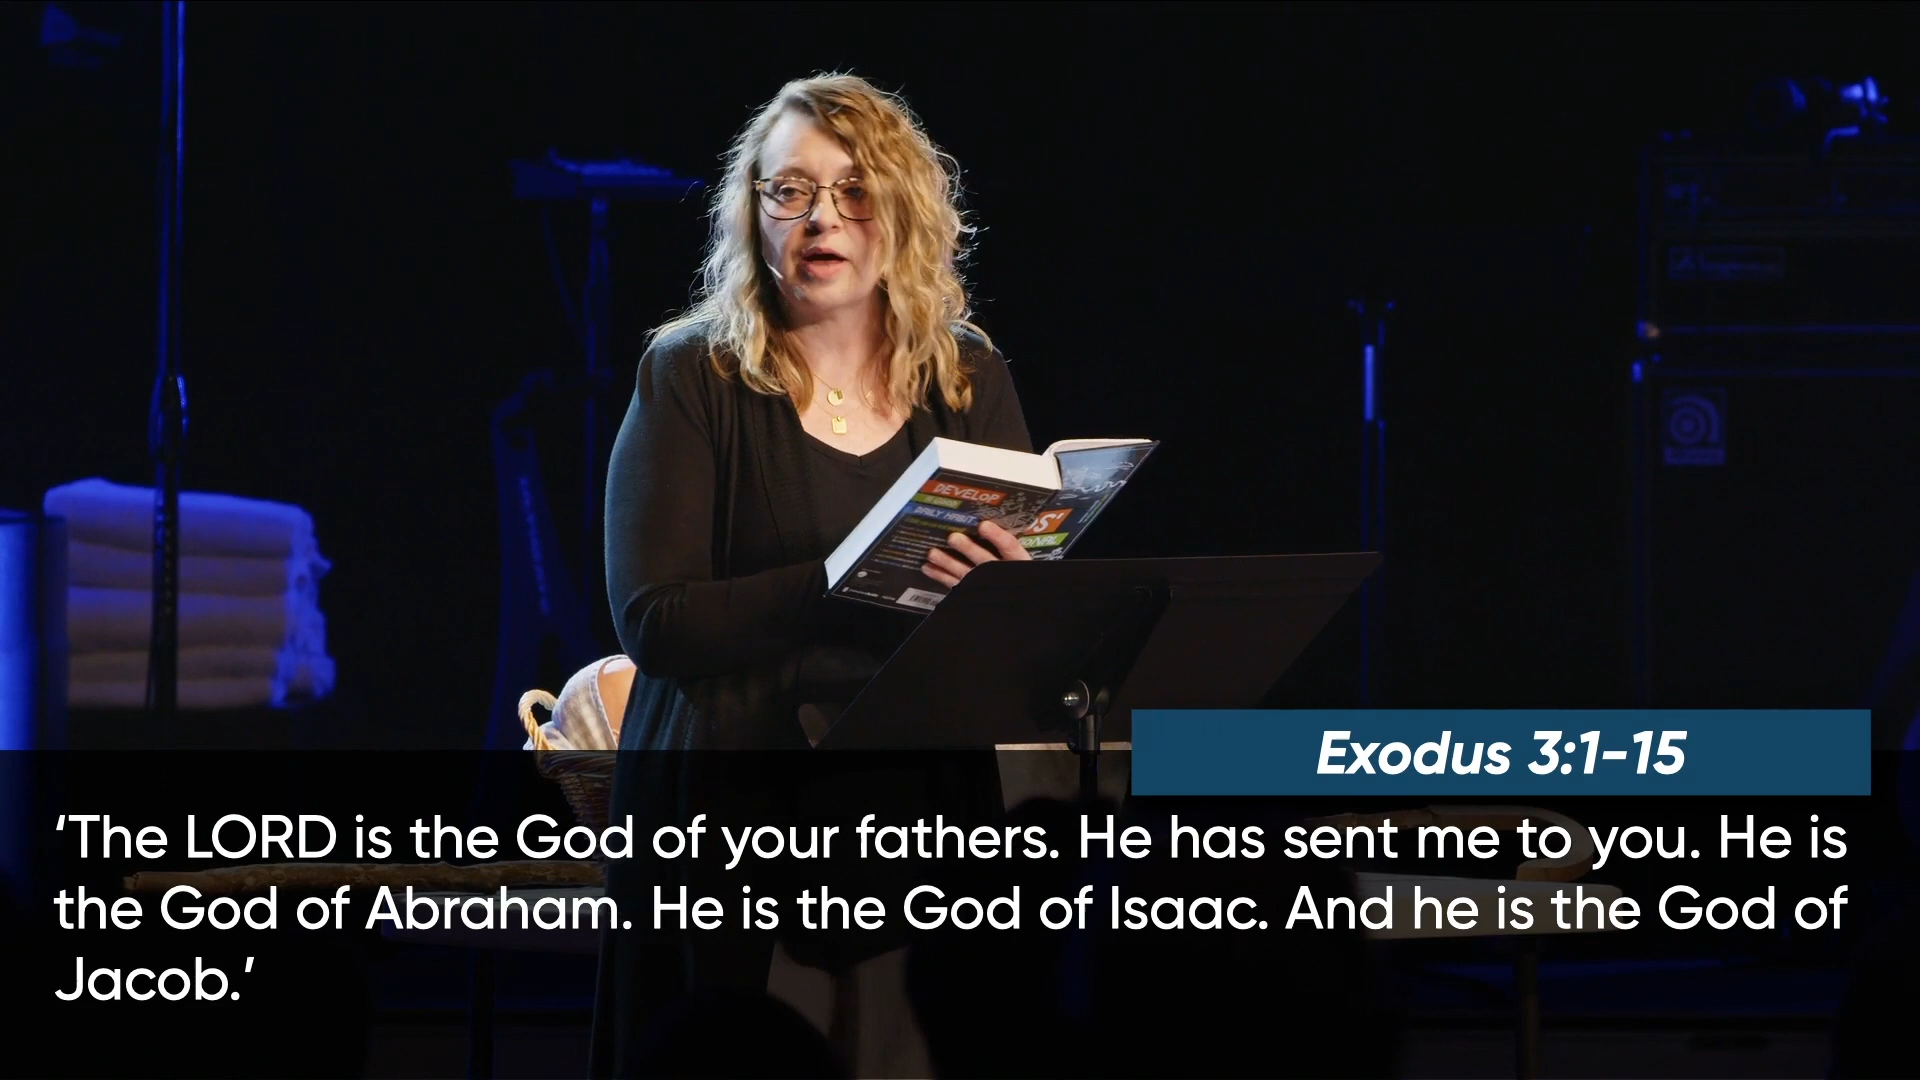 DEVELOP
DAILY HABIT
Exodus 3:1-15
‘The LORD is the God of your fathers. He has sent me to you. He is
the God of Abraham. He is the God of Isaac. And he is the God of
Jacob.’